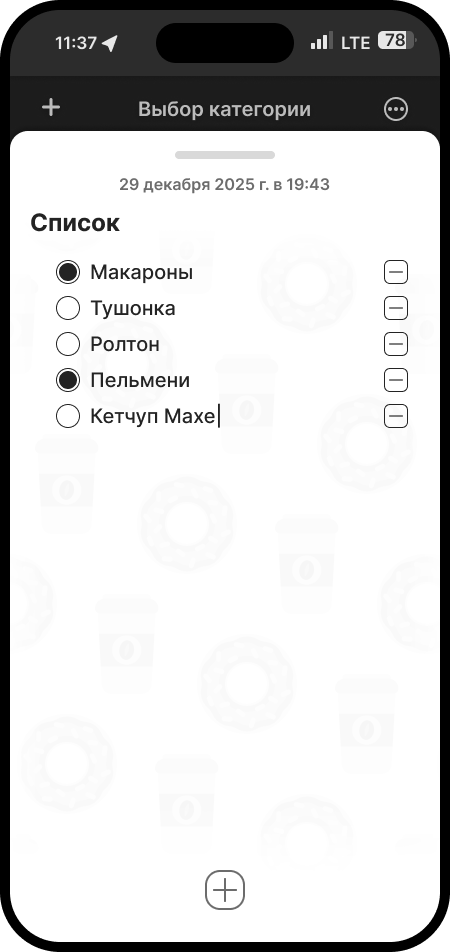 11:37 LTE 78
Выбор категории
29 декабря 2025 г. в 19:43
Список
Макароны
Тушонка
Ролтон
Пельмени
Кетчуп Махе